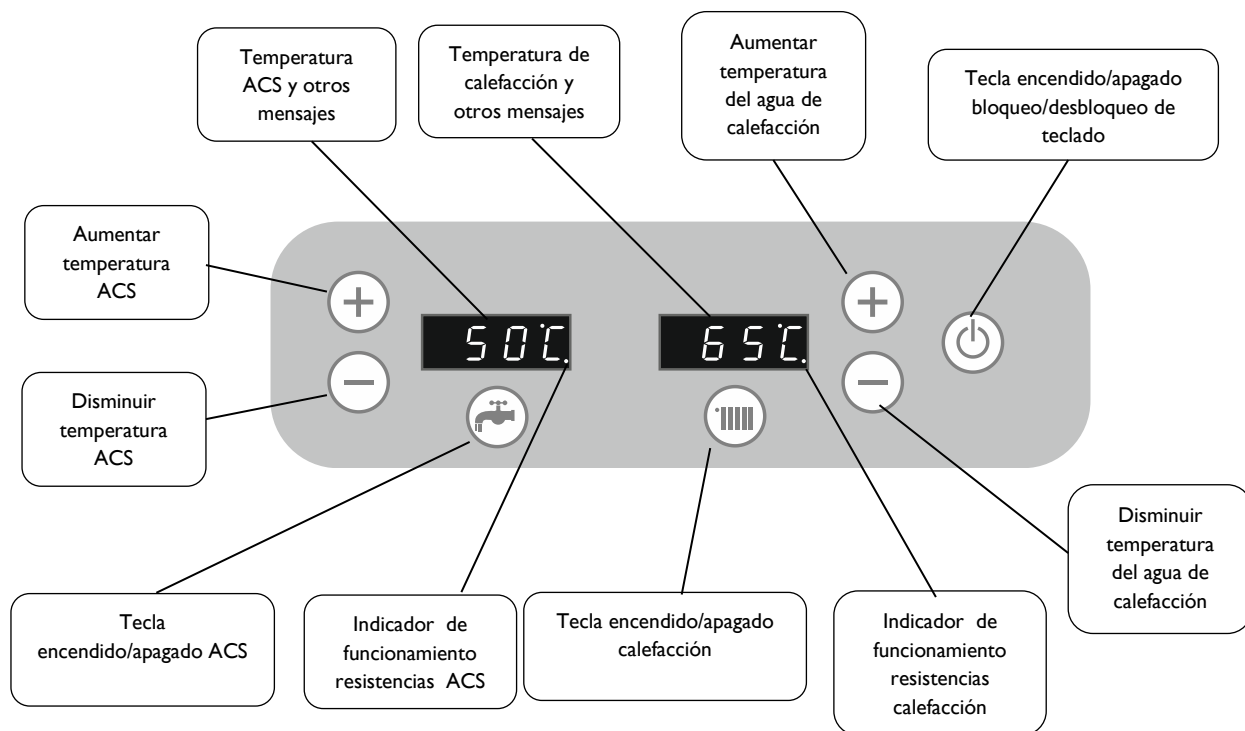 Temperatura
ACS y otros
mensajes
Temperatura de
calefacción y
otros mensajes
Aumentar
temperatura
del agua de
calefacción
Tecla encendido/apagado
bloqueo/desbloqueo de
teclado
Aumentar
temperatura
ACS
50°C.
65°C.
Disminuir
temperatura
ACS
Disminuir
temperatura
del agua de
calefacción
Tecla
encendido/apagado ACS
Indicador de
funcionamiento
resistencias ACS
Tecla encendido/apagado
calefacción
Indicador de
funcionamiento
resistencias
calefacción